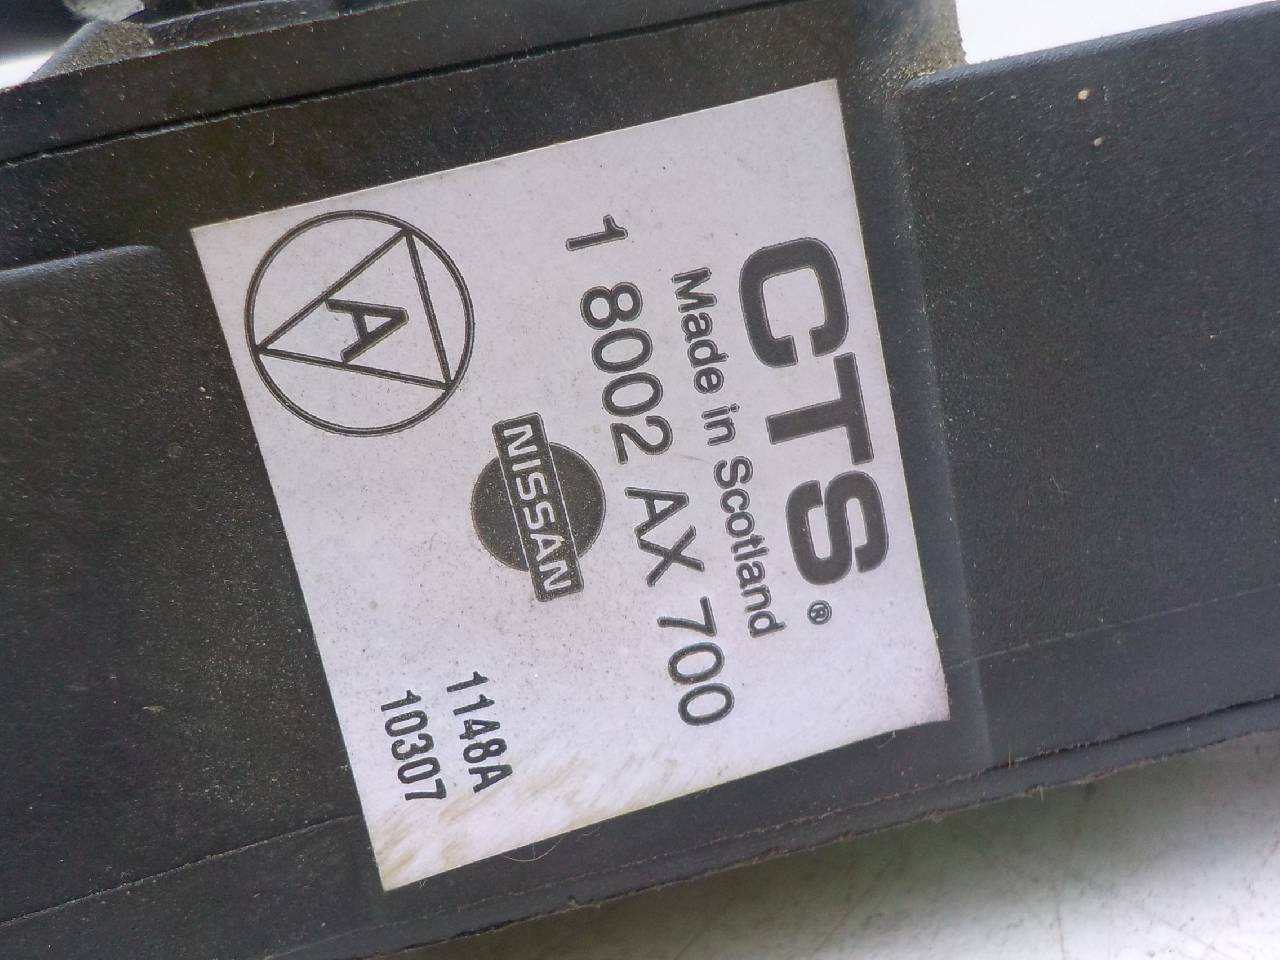 CTS®
Made in Scotland
1 8002 AX 700
NISSAN
A
1148A
10307